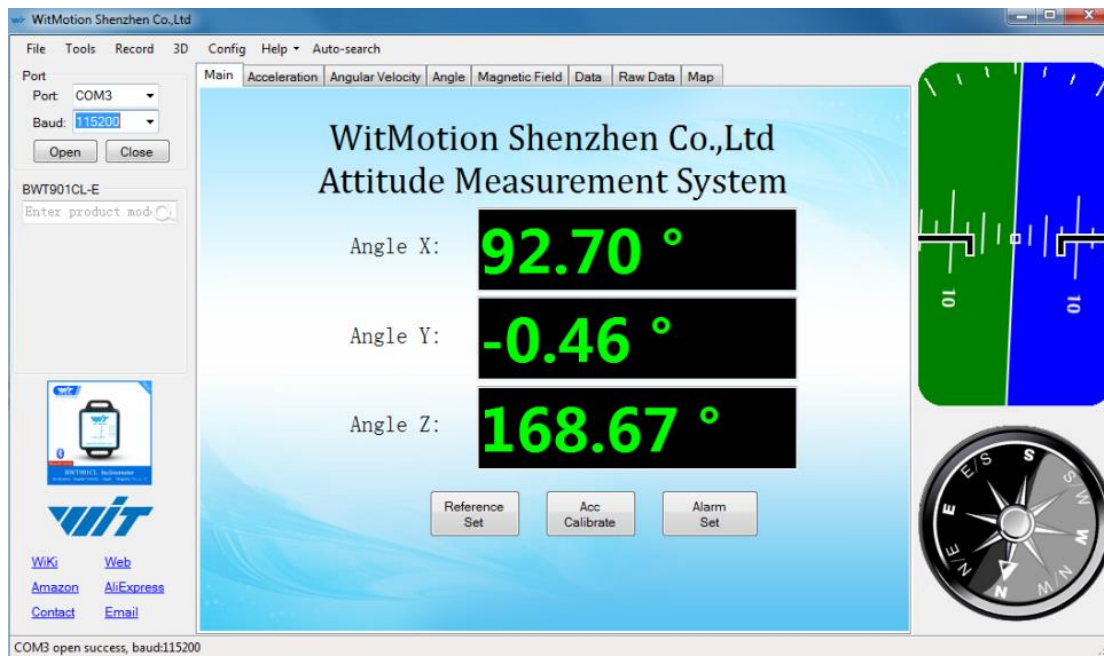 WitMotion Shenzhen Co.,Ltd
File Tools Record 3D Config Help Auto-search
Port
Port: COM3
Baud: 115200
Open Close
BWT901CL-E
Enter product mod
WiT
WiT
WiKi Web
Amazon AliExpress
Contact Email
Main Acceleration Angular Velocity Angle Magnetic Field Data Raw Data Map
WitMotion Shenzhen Co.,Ltd
Attitude Measurement System
Angle X: 92.70 °
Angle Y: -0.46 °
Angle Z: 168.67 °
Reference
Set
Acc
Calibrate
Alarm
Set
10 10
S
E/S
S/W
E
W
N/E
N/W
N
COM3 open success, baud:115200